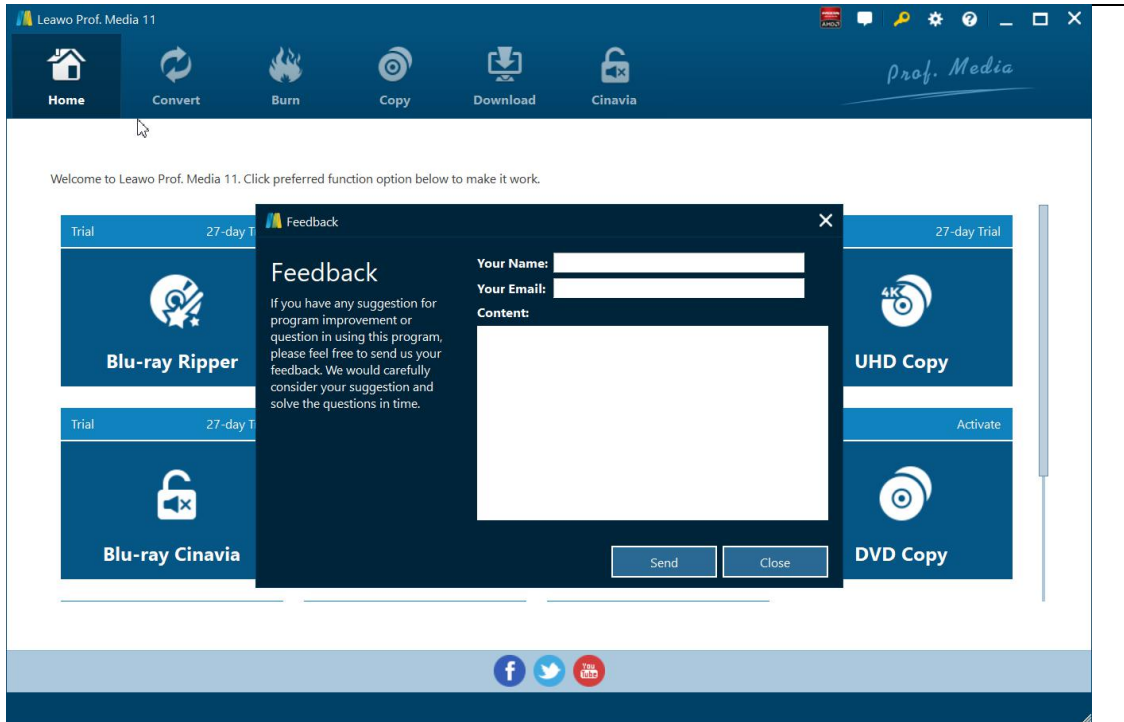 Leawo Prof. Media 11
AMD
Home
Convert
Burn
Copy
Download
Cinavia
Prof. Media
Welcome to Leawo Prof. Media 11. Click preferred function option below to make it work.
Trial
27-day T
Blu-ray Ripper
27-day Trial
4K
UHD Copy
Trial
27-day T
Blu-ray Cinavia
Activate
DVD Copy
Feedback
Feedback
If you have any suggestion for
program improvement or
question in using this program,
please feel free to send us your
feedback. We would carefully
consider your suggestion and
solve the questions in time.
Your Name:
Your Email:
Content:
Send
Close
f
You
Tube